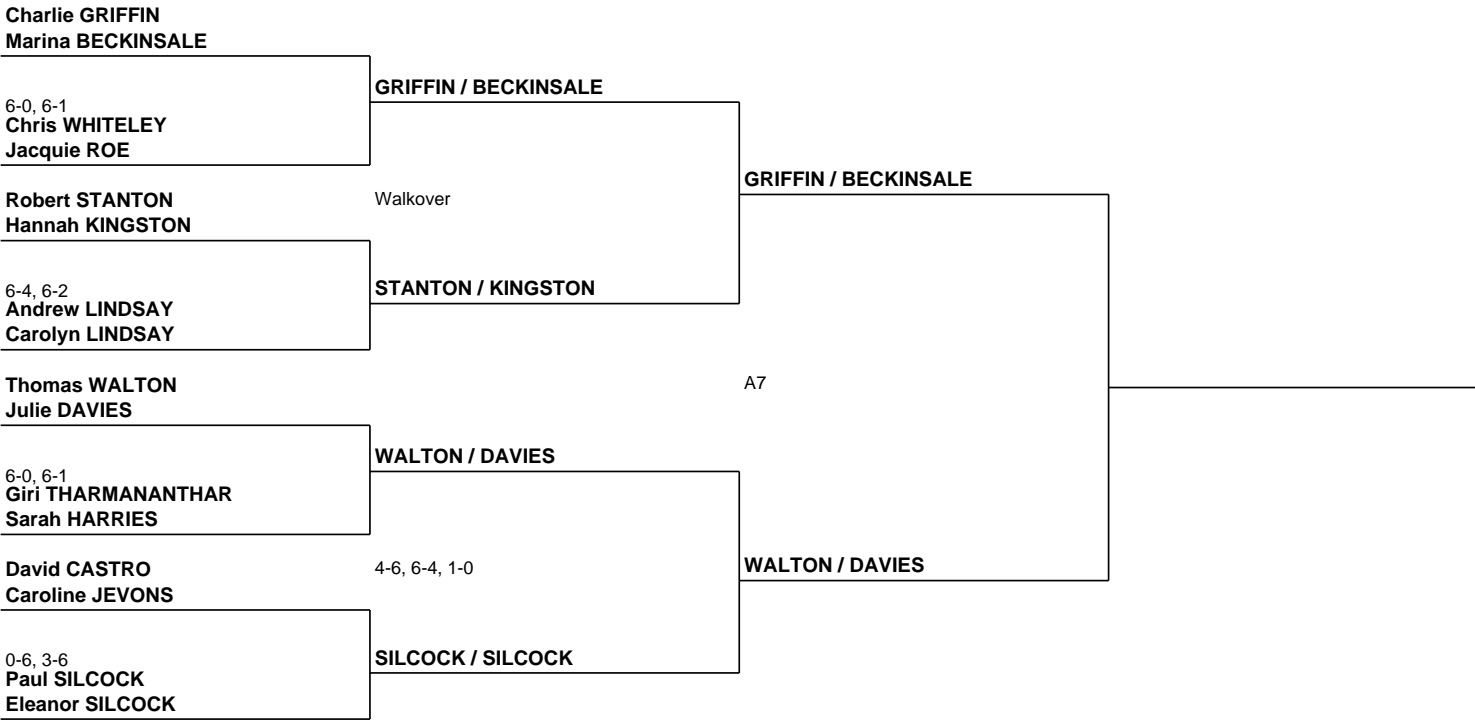 Charlie GRIFFIN
Marina BECKINSALE
GRIFFIN / BECKINSALE
6-0, 6-1
Chris WHITELEY
Jacquie ROE
GRIFFIN / BECKINSALE
Robert STANTON
Walkover
Hannah KINGSTON
STANTON / KINGSTON
6-4, 6-2
Andrew LINDSAY
Carolyn LINDSAY
Thomas WALTON
A7
Julie DAVIES
WALTON / DAVIES
6-0, 6-1
Giri THARMANANTHAR
Sarah HARRIES
David CASTRO
4-6, 6-4, 1-0
WALTON / DAVIES
Caroline JEVONS
SILCOCK / SILCOCK
0-6, 3-6
Paul SILCOCK
Eleanor SILCOCK